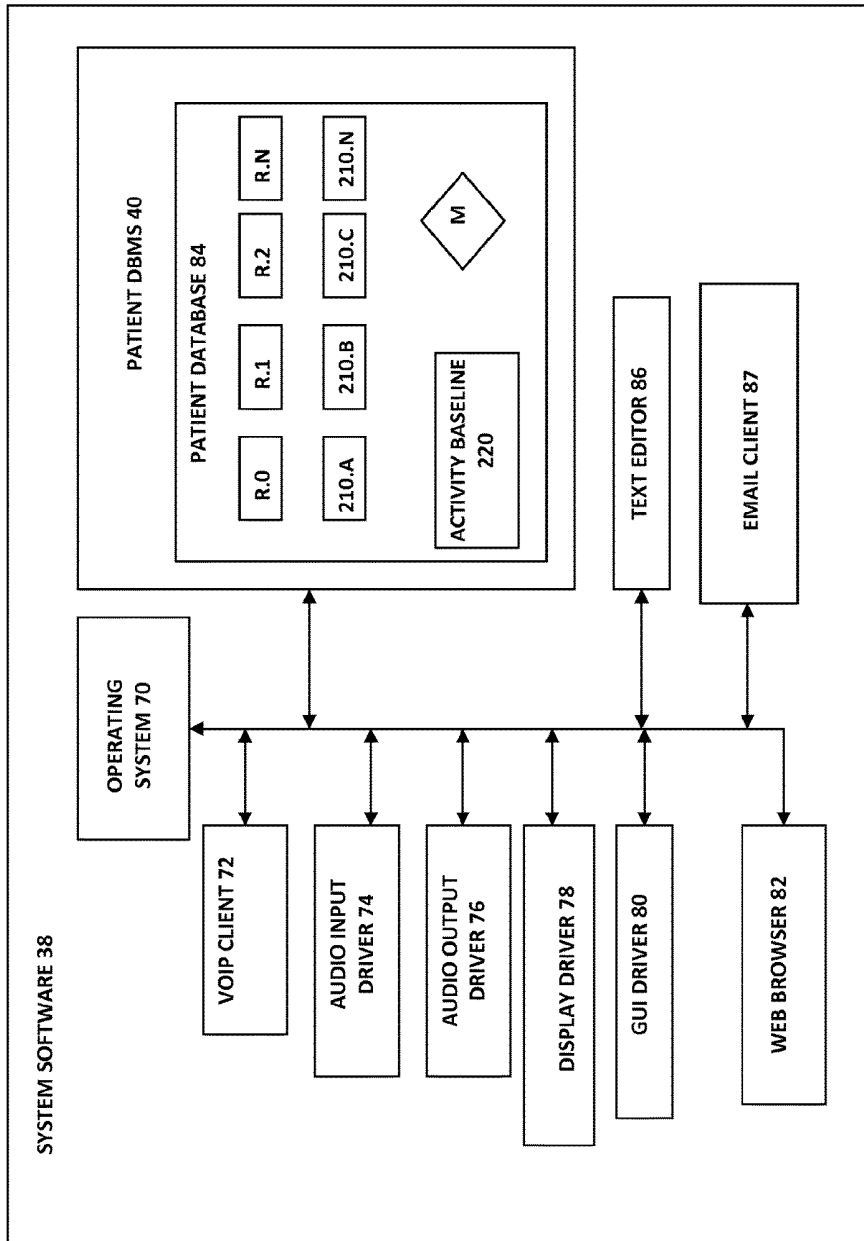 SYSTEM SOFTWARE 38
OPERATING
SYSTEM 70
VOIP CLIENT 72
AUDIO INPUT
DRIVER 74
AUDIO OUTPUT
DRIVER 76
DISPLAY DRIVER 78
GUI DRIVER 80
WEB BROWSER 82
PATIENT DBMS 40
PATIENT DATABASE 84
R.0
R.1
R.2
R.N
210.A
210.B
210.C
210.N
ACTIVITY BASELINE
220
M
TEXT EDITOR 86
EMAIL CLIENT 87